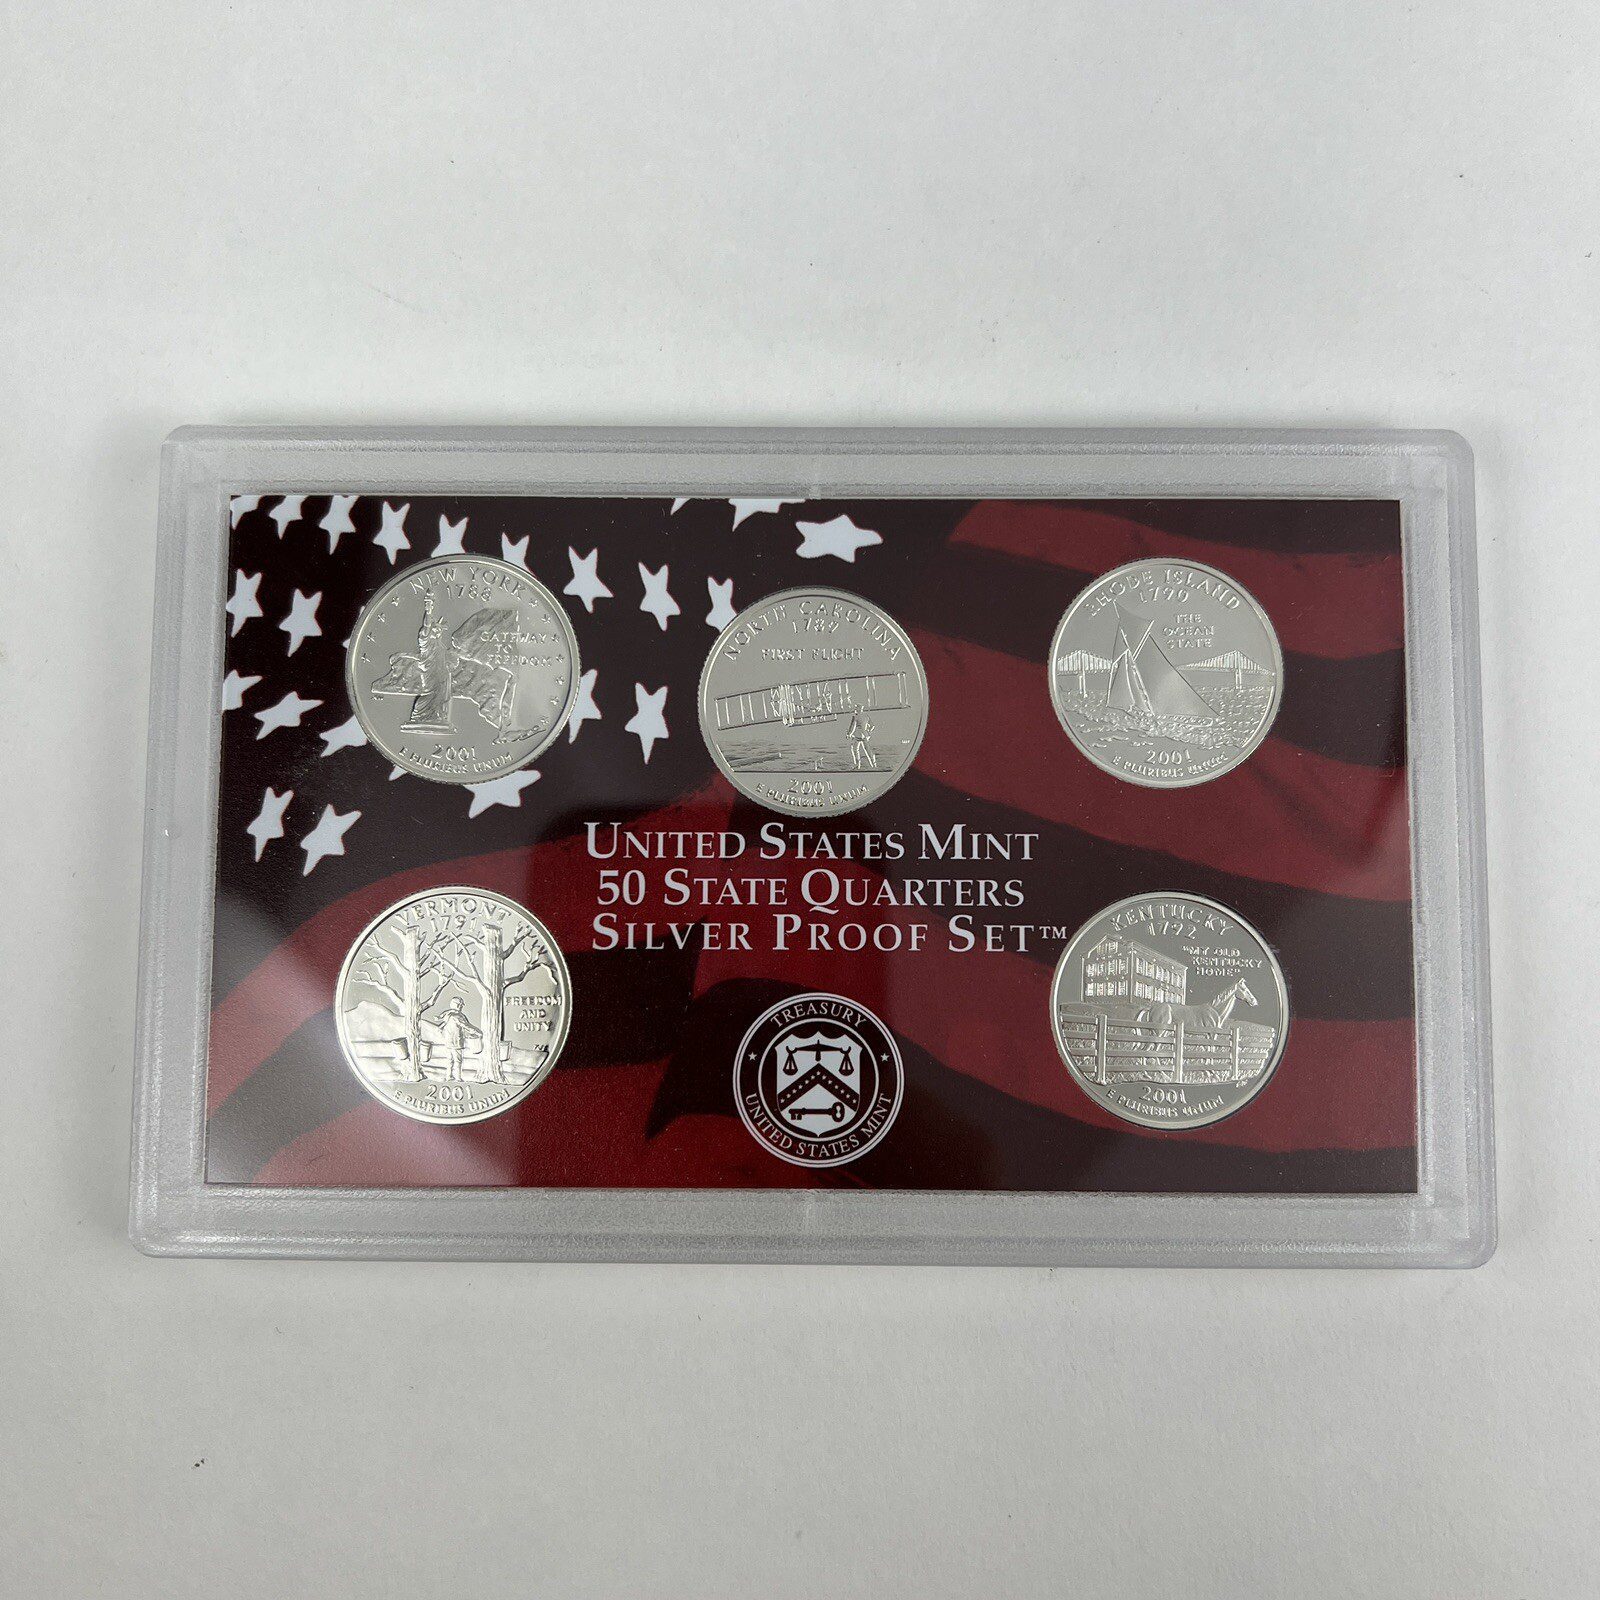 NEW YORK
1788
GATEWAY
TO
FREEDOM
2001
E PLURIBUS UNUM
NORTH CAROLINA
1789
FIRST FLIGHT
2001
E PLURIBUS UNUM
RHODE ISLAND
1790
THE
OCEAN
STATE
2001
E PLURIBUS UNUM
UNITED STATES MINT
50 STATE QUARTERS
SILVER PROOF SET™
VERMONT
1791
FREEDOM
AND
UNITY
2001
E PLURIBUS UNUM
TREASURY
UNITED STATES MINT
KENTUCKY
1792
"MY OLD
KENTUCKY
HOME"
2001
E PLURIBUS UNUM